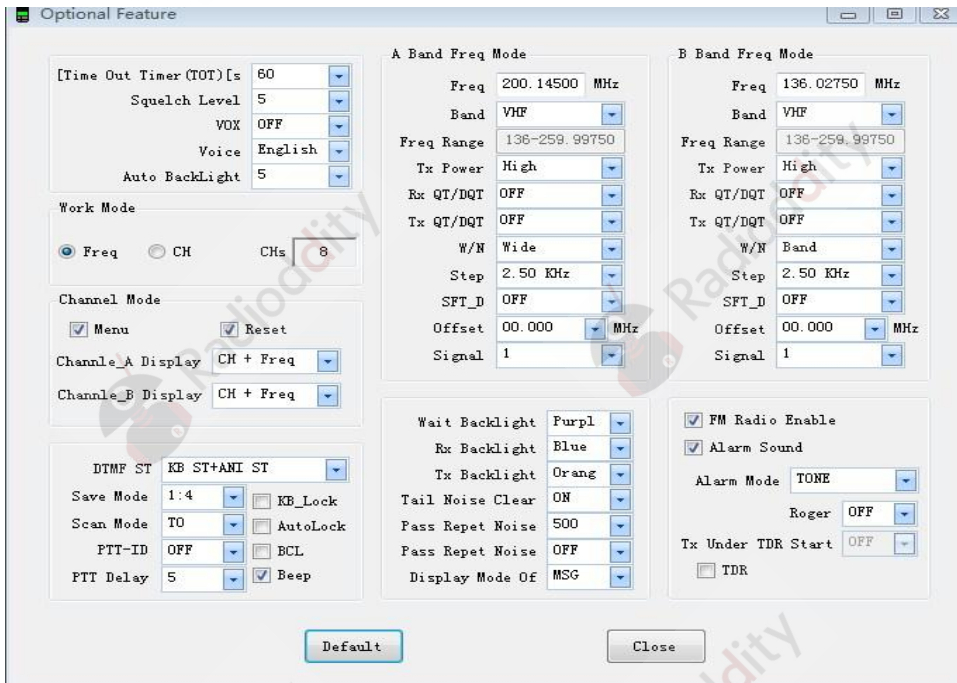 Optional Feature
[Time Out Timer(TOT)[s 60
Squelch Level 5
VOX OFF
Voice English
Auto BackLight 5
Work Mode
Freq CH CHs 8
Channel Mode
Menu Reset
Channle_A Display CH + Freq
Channle_B Display CH + Freq
DTMF ST KB ST+ANI ST
Save Mode 1:4 KB_Lock
Scan Mode TO AutoLock
PTT-ID OFF BCL
PTT Delay 5 Beep
A Band Freq Mode
Freq 200.14500 MHz
Band VHF
Freq Range 136-259.99750
Tx Power High
Rx QT/DQT OFF
Tx QT/DQT OFF
W/N Wide
Step 2.50 KHz
SFT_D OFF
Offset 00.000 MHz
Signal 1
B Band Freq Mode
Freq 136.02750 MHz
Band VHF
Freq Range 136-259.99750
Tx Power High
Rx QT/DQT OFF
Tx QT/DQT OFF
W/N Band
Step 2.50 KHz
SFT_D OFF
Offset 00.000 MHz
Signal 1
Wait Backlight Purpl
Rx Backlight Blue
Tx Backlight Orang
Tail Noise Clear ON
Pass Repet Noise 500
Pass Repet Noise OFF
Display Mode Of MSG
FM Radio Enable
Alarm Sound
Alarm Mode TONE
Roger OFF
Tx Under TDR Start OFF
TDR
Default Close
Radioddity
Radioddity